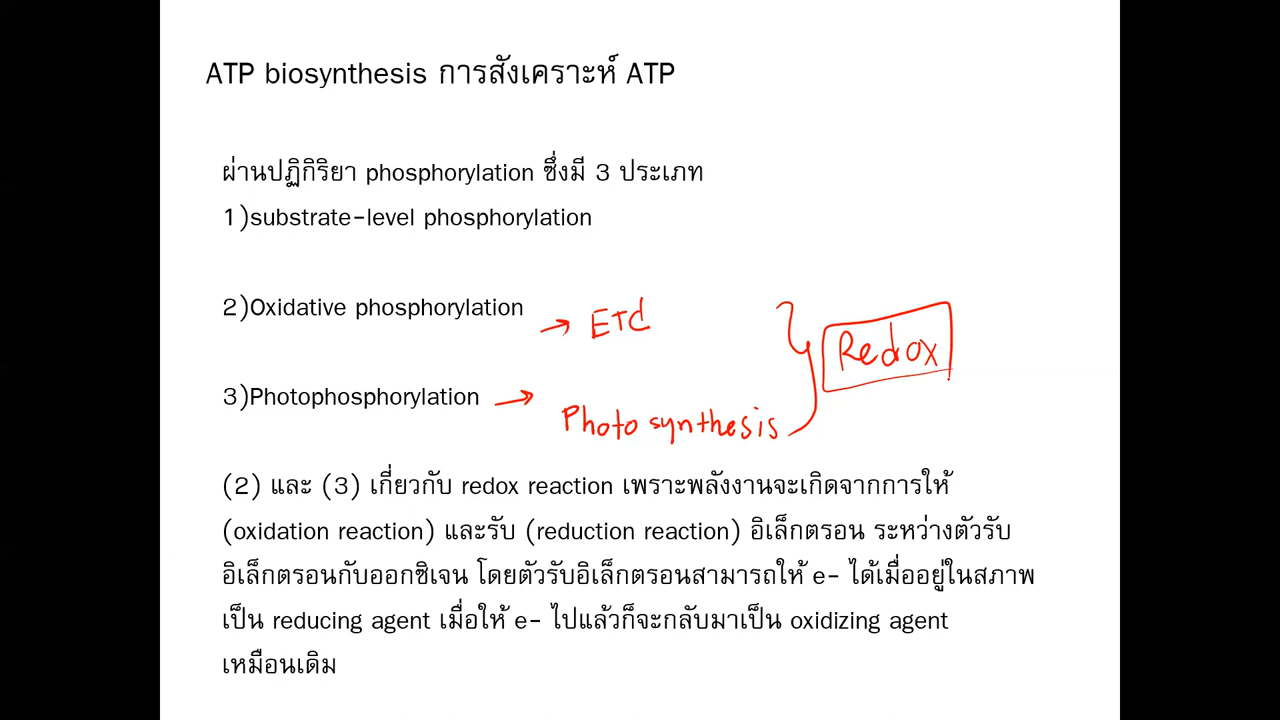 ATP biosynthesis การสังเคราะห์ ATP
ผ่านปฏิกิริยา phosphorylation ซึ่งมี 3 ประเภท
1)substrate-level phosphorylation
2)Oxidative phosphorylation
→ ETC
Redox
3)Photophosphorylation →
Photosynthesis
(2) และ (3) เกี่ยวกับ redox reaction เพราะพลังงานจะเกิดจากการให้
(oxidation reaction) และรับ (reduction reaction) อิเล็กตรอน ระหว่างตัวรับ
อิเล็กตรอนกับออกซิเจน โดยตัวรับอิเล็กตรอนสามารถให้ e- ได้เมื่ออยู่ในสภาพ
เป็น reducing agent เมื่อให้ e- ไปแล้วก็จะกลับมาเป็น oxidizing agent
เหมือนเดิม